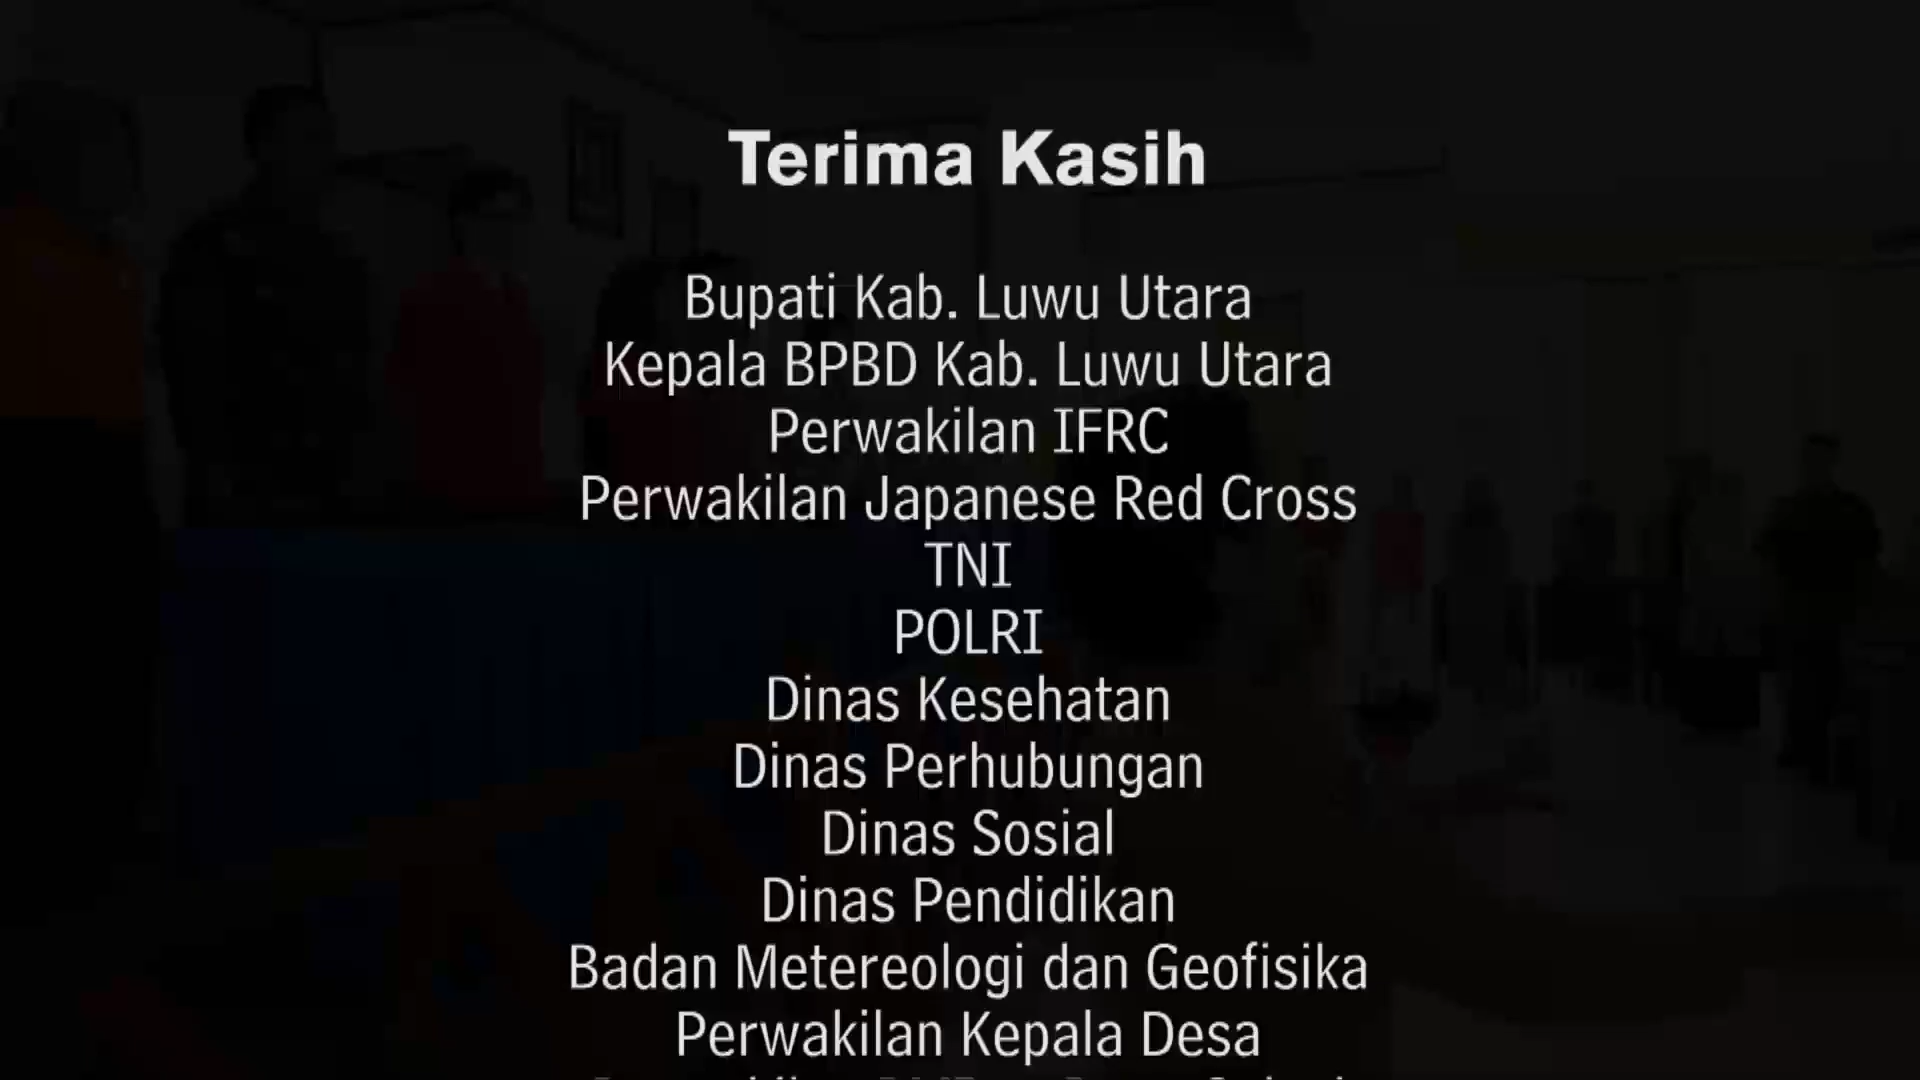 Terima Kasih
Bupati Kab. Luwu Utara
Kepala BPBD Kab. Luwu Utara
Perwakilan IFRC
Perwakilan Japanese Red Cross
TNI
POLRI
Dinas Kesehatan
Dinas Perhubungan
Dinas Sosial
Dinas Pendidikan
Badan Metereologi dan Geofisika
Perwakilan Kepala Desa